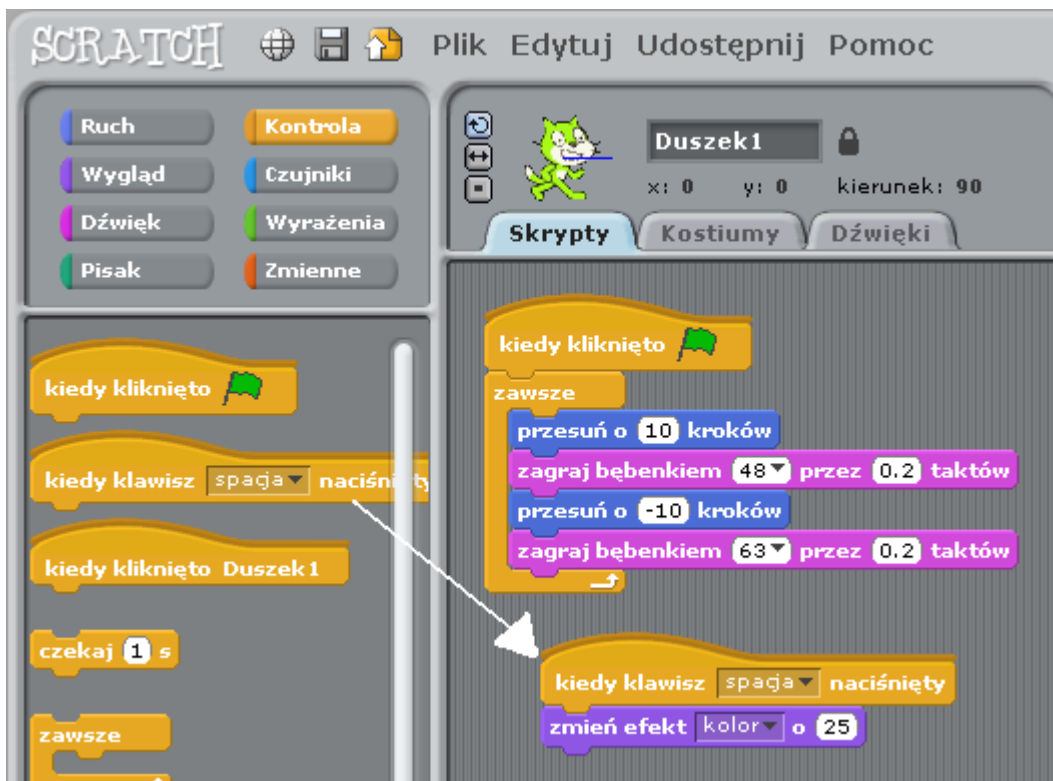 SCRATCH Plik Edytuj Udostępnij Pomoc
Ruch
Kontrola
Wygląd
Czujniki
Dźwięk
Wyrażenia
Pisak
Zmienne
Duszek1
x: 0 y: 0 kierunek: 90
Skrypty Kostiumy Dźwięki
kiedy kliknięto
kiedy klawisz spacja naciśnięty
kiedy kliknięto Duszek1
czekaj 1 s
zawsze
kiedy kliknięto
zawsze
przesuń o 10 kroków
zagraj bębenkiem 48 przez 0.2 taktów
przesuń o -10 kroków
zagraj bębenkiem 63 przez 0.2 taktów
kiedy klawisz spacja naciśnięty
zmień efekt kolor o 25